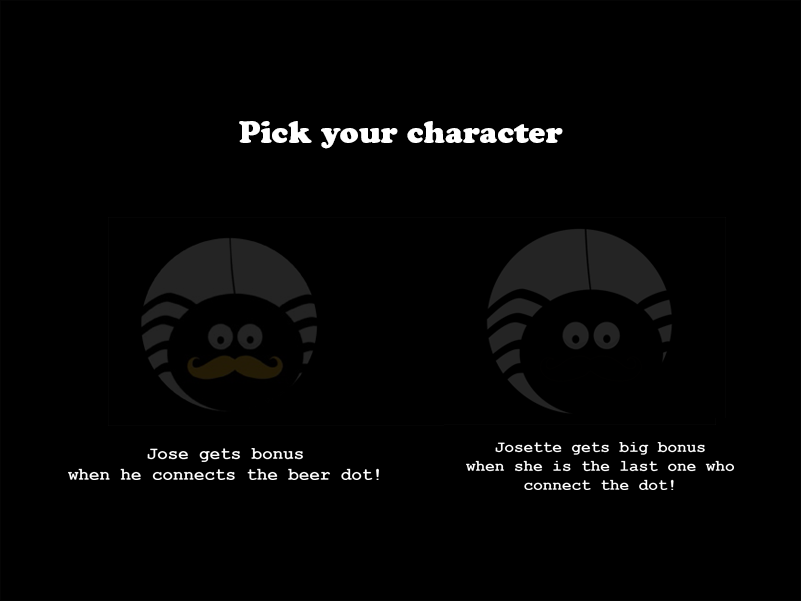 Pick your character
Jose gets bonus
when he connects the beer dot!
Josette gets big bonus
when she is the last one who
connect the dot!